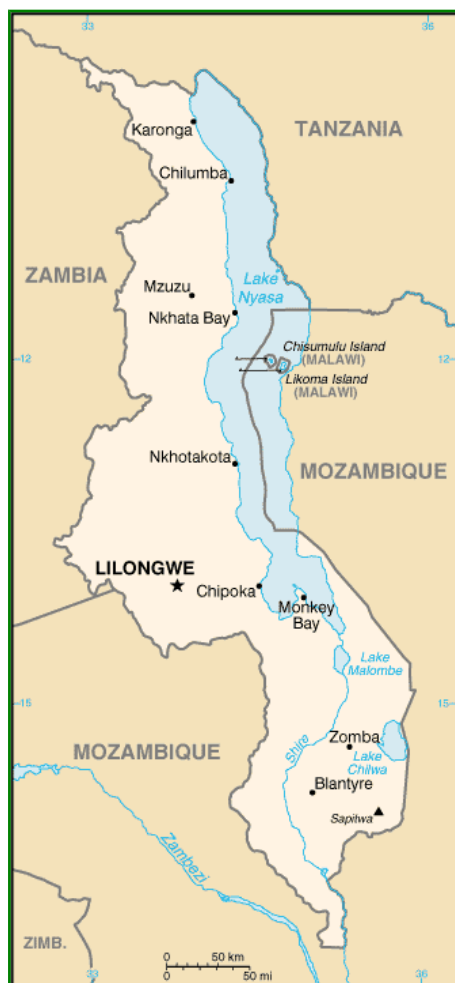 33
36
Karonga
TANZANIA
Chilumba
ZAMBIA
Lake
Nyasa
Mzuzu
Nkhata Bay
Chisumulu Island
(MALAWI)
12
12
Likoma Island
(MALAWI)
Nkhotakota
MOZAMBIQUE
LILONGWE
Chipoka
Monkey
Bay
Lake
Malombe
15
15
Zomba
Shire
Lake
Chilwa
MOZAMBIQUE
Blantyre
Sapitwa
Zambezi
ZIMB.
0 50 km
0 50 mi
33
36